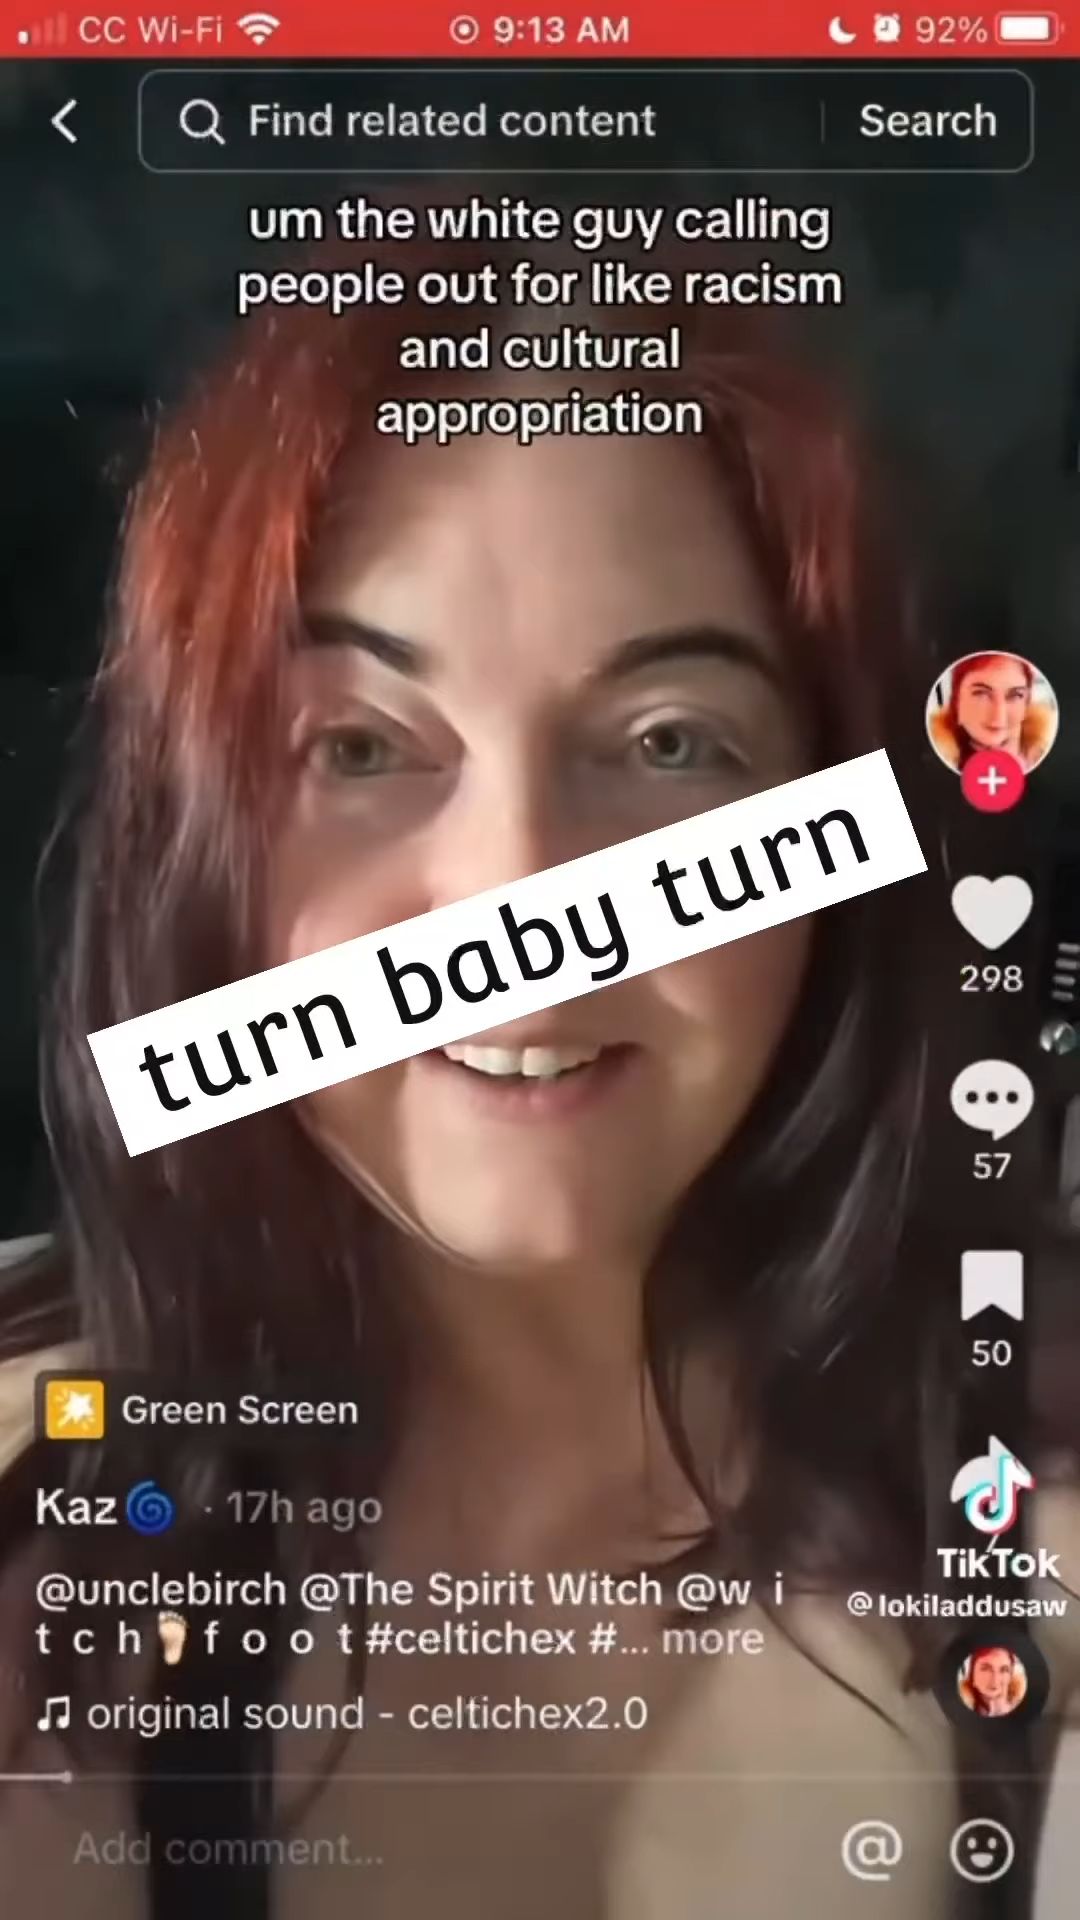 CC Wi-Fi 9:13 AM 92%
Find related content Search
um the white guy calling
people out for like racism
and cultural
appropriation
turn baby turn
298
57
50
Green Screen
Kaz🌀 · 17h ago
@unclebirch @The Spirit Witch @w i
t c h🦶🏻f o o t #celtichex #... more
TikTok
@lokiladdusaw
original sound - celtichex2.0
Add comment...